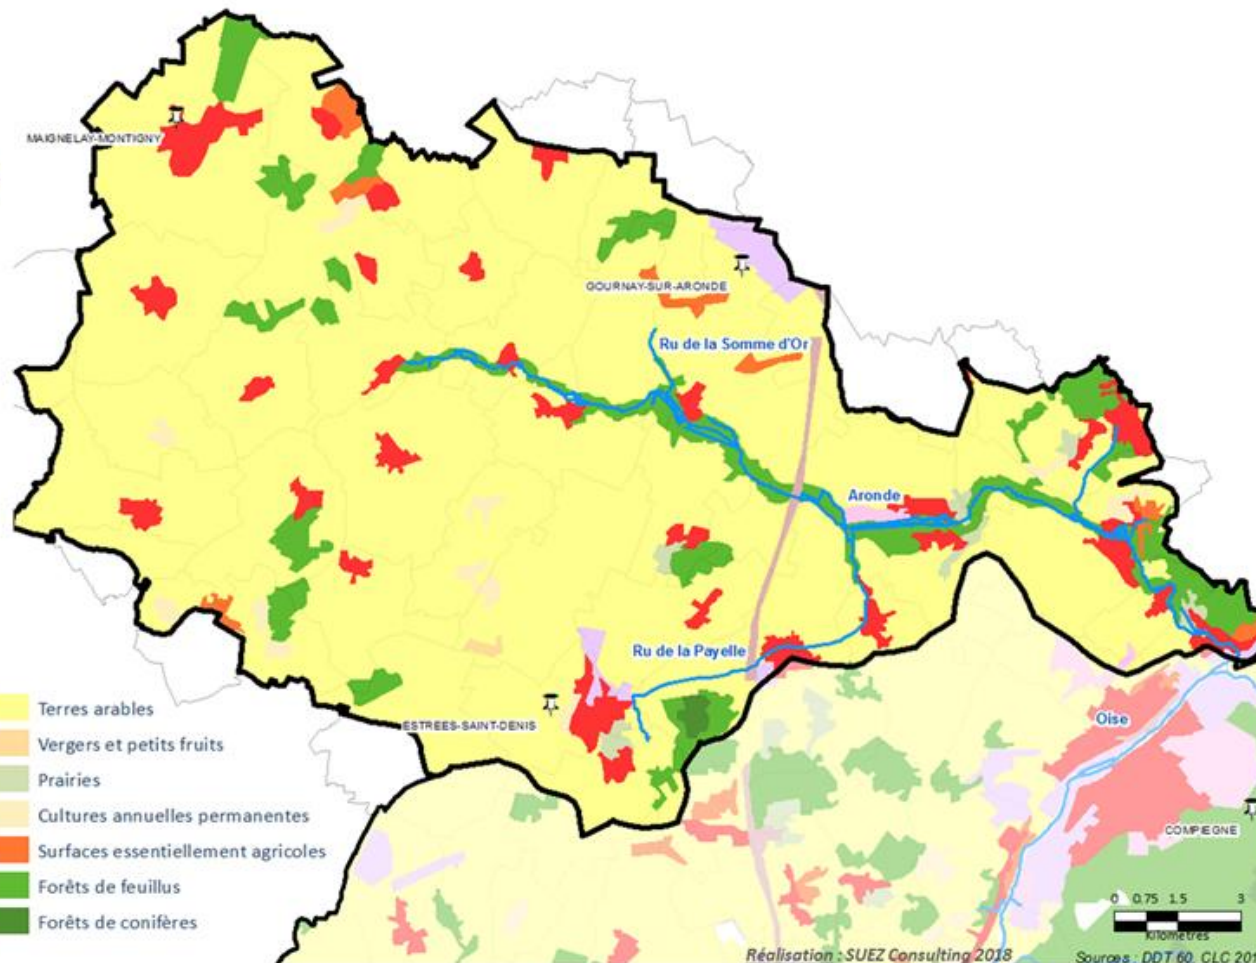 MAIGNELAY-MONTIGNY
GOURNAY-SUR-ARONDE
Ru de la Somme d'Or
Aronde
Ru de la Payelle
ESTREES-SAINT-DENIS
Oise
COMPIEGNE
Terres arables
Vergers et petits fruits
Prairies
Cultures annuelles permanentes
Surfaces essentiellement agricoles
Forêts de feuillus
Forêts de conifères
0 0.75 1.5 3
Kilomètres
Réalisation : SUEZ Consulting 2018
Sources : DDT 60, CLC 20